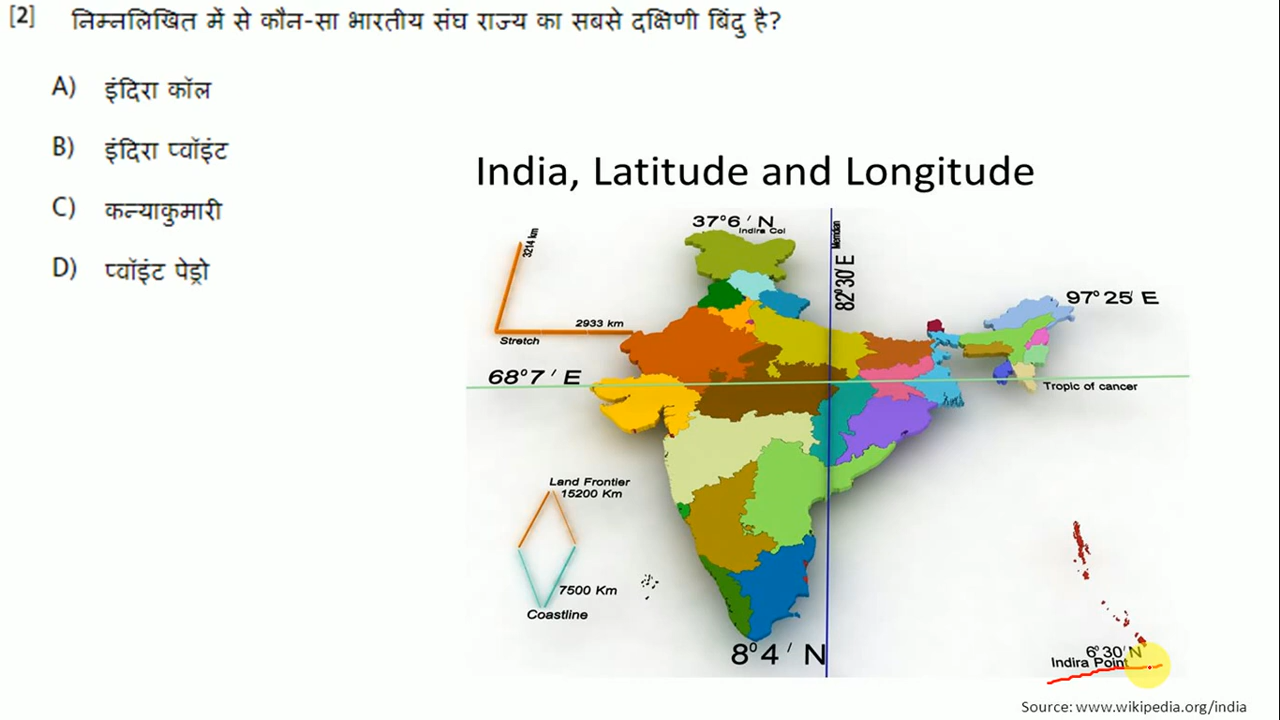 [2] निम्नलिखित में से कौन-सा भारतीय संघ राज्य का सबसे दक्षिणी बिंदु है?
A) इंदिरा कॉल
B) इंदिरा प्वॉइंट
C) कन्याकुमारी
D) प्वॉइंट पेड्रो
India, Latitude and Longitude
37°6 ' N
Indira Col
3214 km
Meridian
82°30' E
97° 25' E
2933 km
Stretch
68°7 ' E
Tropic of cancer
Land Frontier
15200 Km
7500 Km
Coastline
8°4 ' N
6°30' N
Indira Point
Source: www.wikipedia.org/india